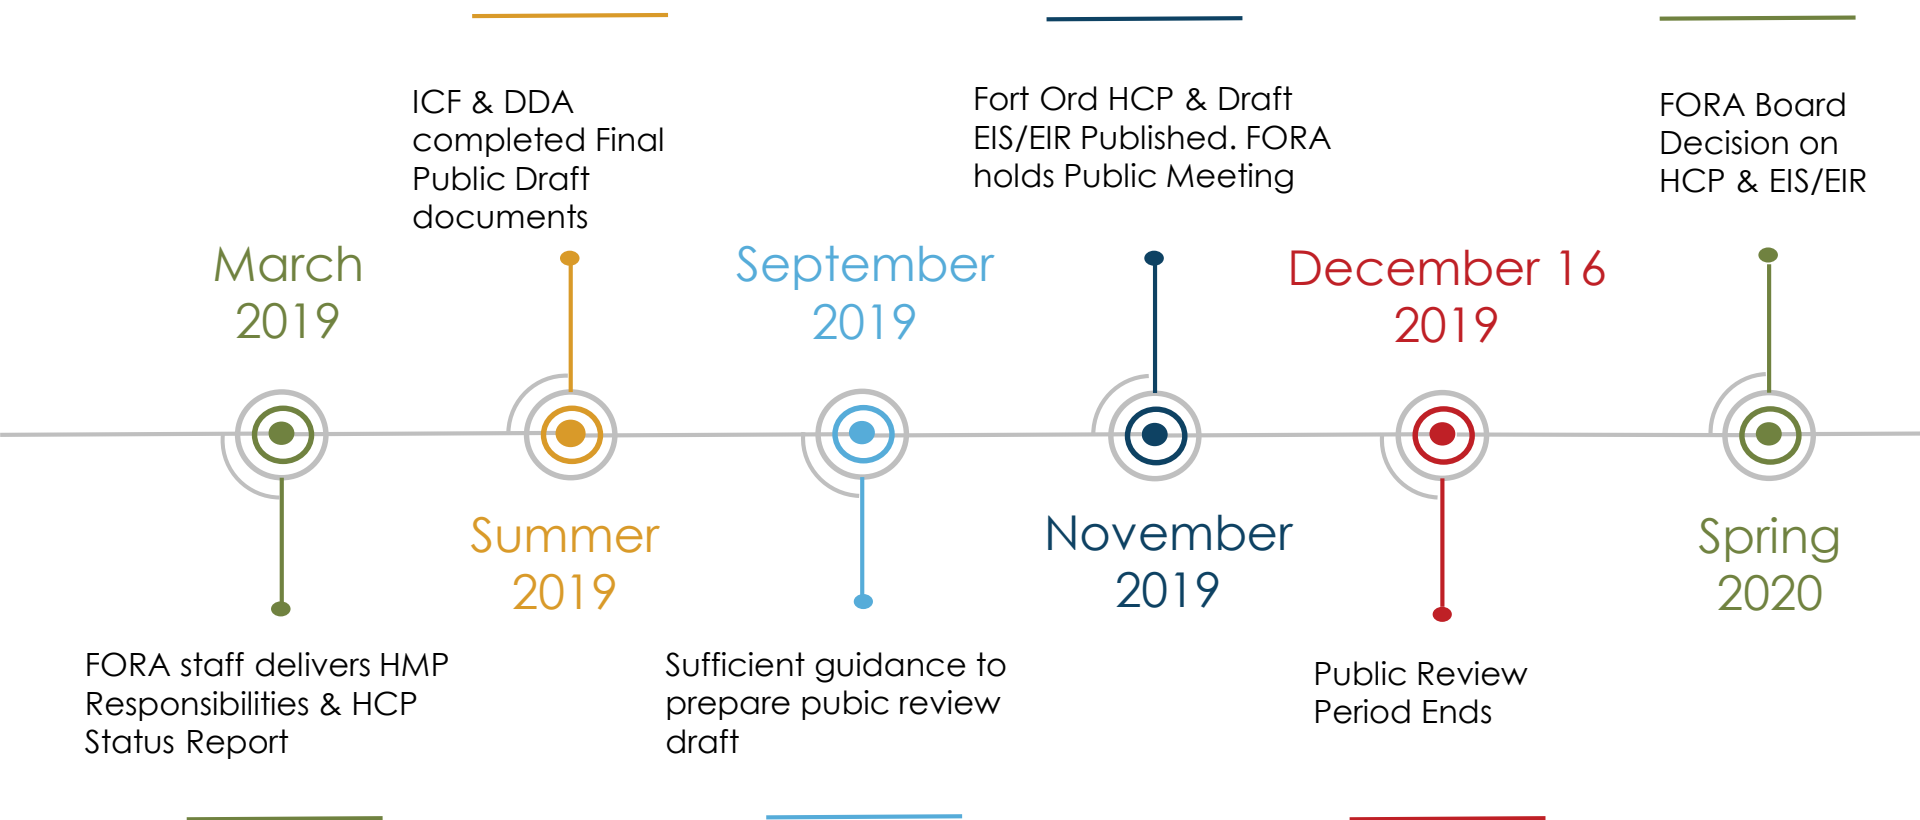 March
2019
FORA staff delivers HMP
Responsibilities & HCP
Status Report
ICF & DDA
completed Final
Public Draft
documents
Summer
2019
September
2019
Sufficient guidance to
prepare pubic review
draft
Fort Ord HCP & Draft
EIS/EIR Published. FORA
holds Public Meeting
November
2019
December 16
2019
Public Review
Period Ends
FORA Board
Decision on
HCP & EIS/EIR
Spring
2020